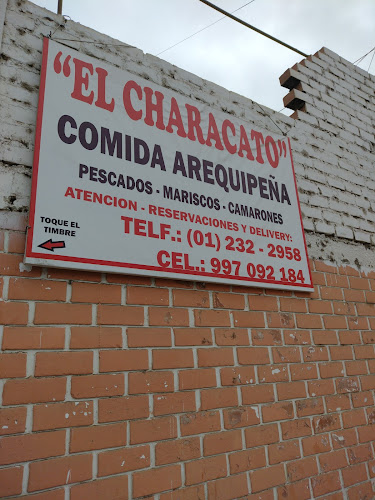 "EL CHARACATO"
COMIDA AREQUIPEÑA
PESCADOS - MARISCOS - CAMARONES
ATENCION - RESERVACIONES Y DELIVERY:
TOQUE EL
TIMBRE
TELF.: (01) 232 - 2958
CEL.: 997 092 184